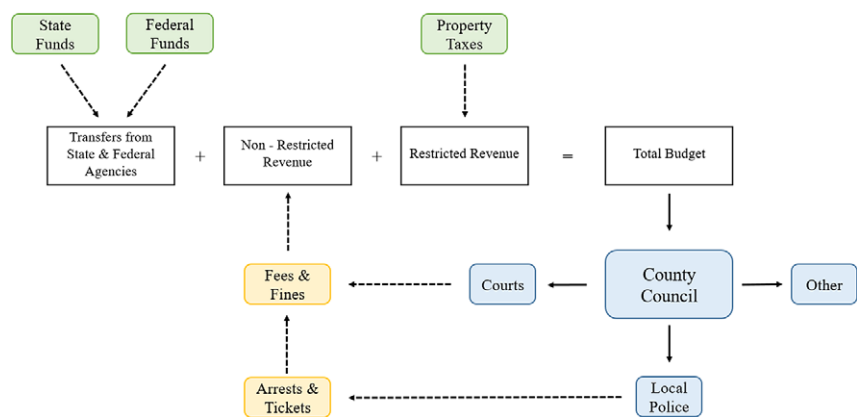 State
Funds
Federal
Funds
Property
Taxes
Transfers from
State & Federal
Agencies
+
Non - Restricted
Revenue
+
Restricted Revenue
=
Total Budget
Fees &
Fines
Courts
County
Council
Other
Arrests &
Tickets
Local
Police